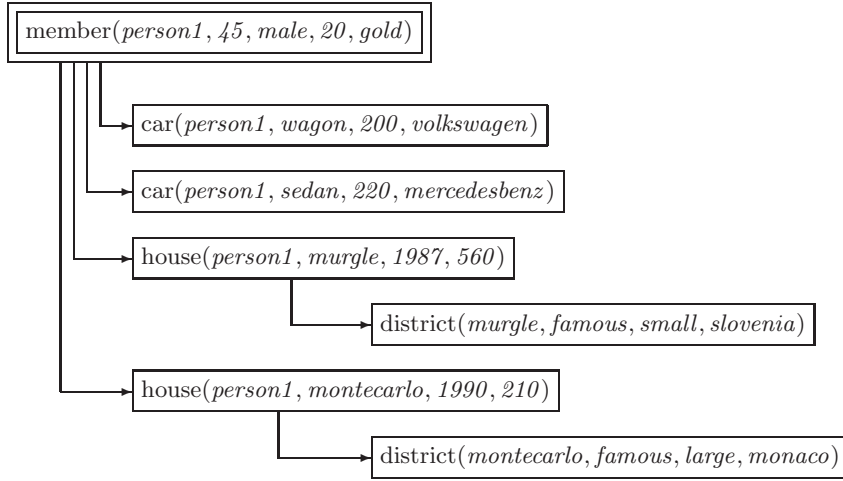 member(person1, 45, male, 20, gold)
car(person1, wagon, 200, volkswagen)
car(person1, sedan, 220, mercedesbenz)
house(person1, murgle, 1987, 560)
district(murgle, famous, small, slovenia)
house(person1, montecarlo, 1990, 210)
district(montecarlo, famous, large, monaco)